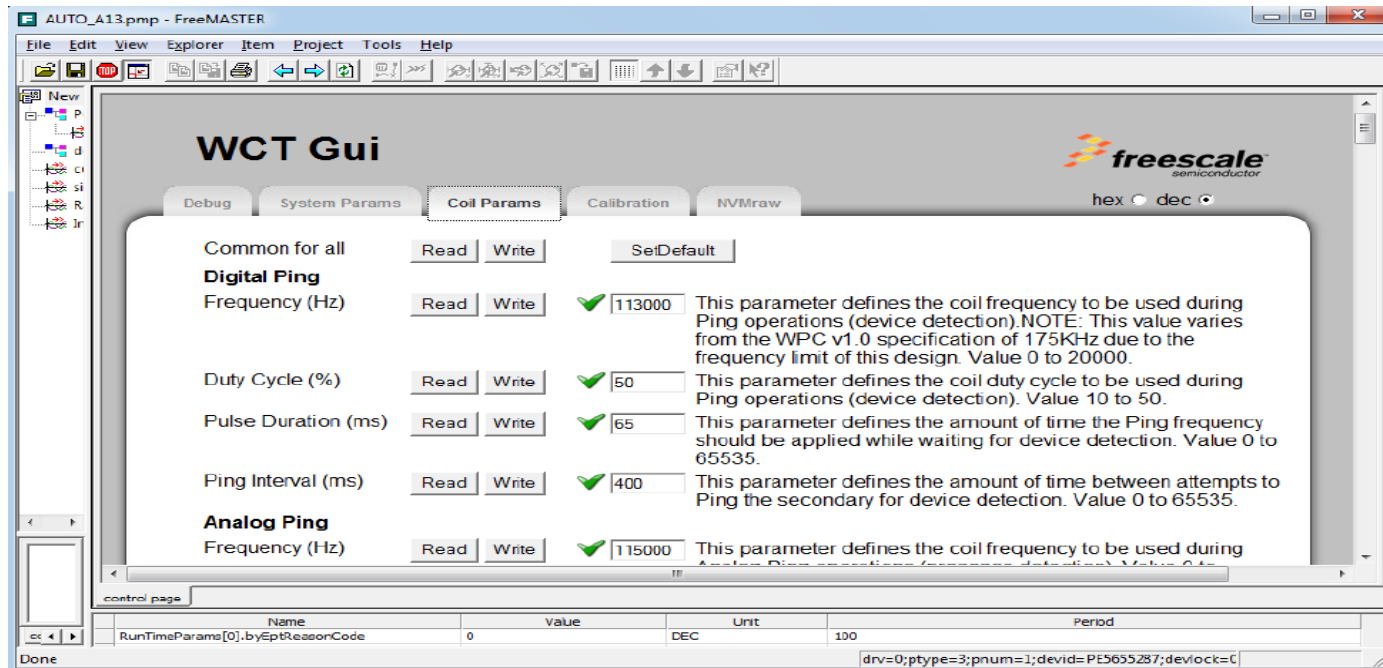 AUTO_A13.pmp - FreeMASTER
File Edit View Explorer Item Project Tools Help
New
P
d
si
R
Ir
WCT Gui
freescale
semiconductor
Debug System Params Coil Params Calibration NVMraw
hex dec
Common for all Read Write SetDefault
Digital Ping
Frequency (Hz) Read Write 113000 This parameter defines the coil frequency to be used during
Ping operations (device detection).NOTE: This value varies
from the WPC v1.0 specification of 175KHz due to the
frequency limit of this design. Value 0 to 20000.
Duty Cycle (%) Read Write 50 This parameter defines the coil duty cycle to be used during
Ping operations (device detection). Value 10 to 50.
Pulse Duration (ms) Read Write 65 This parameter defines the amount of time the Ping frequency
should be applied while waiting for device detection. Value 0 to
65535.
Ping Interval (ms) Read Write 400 This parameter defines the amount of time between attempts to
Ping the secondary for device detection. Value 0 to 65535.
Analog Ping
Frequency (Hz) Read Write 115000 This parameter defines the coil frequency to be used during
control page
Name Value Unit Period
RunTimeParams[0].byEptReasonCode 0 DEC 100
Done drv=0;ptype=3;pnum=1;devid=PE5655287;devlock=